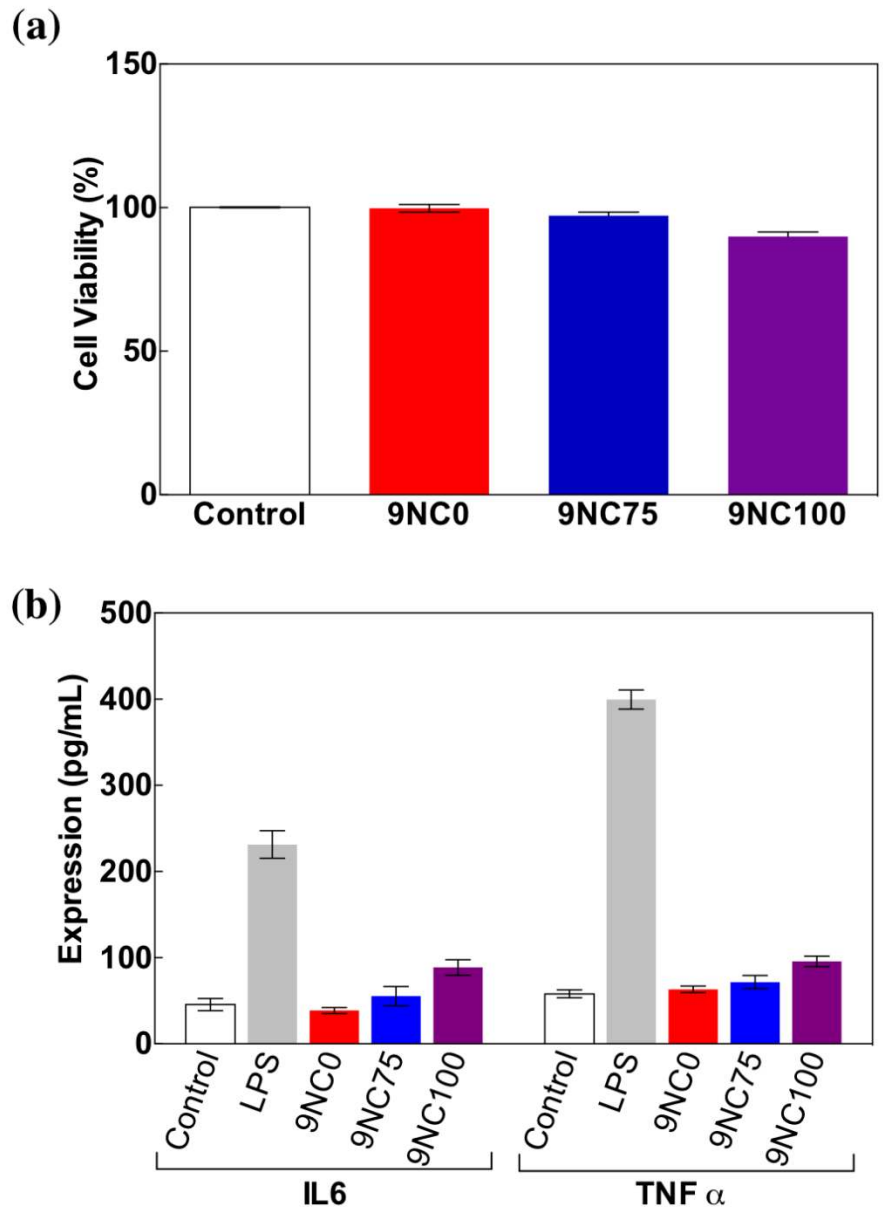 (a)
150
100
50
0
Cell Viability (%)
Control 9NC0 9NC75 9NC100
(b)
500
400
300
200
100
0
Expression (pg/mL)
Control LPS 9NC0 9NC75 9NC100 Control LPS 9NC0 9NC75 9NC100
IL6 TNF α